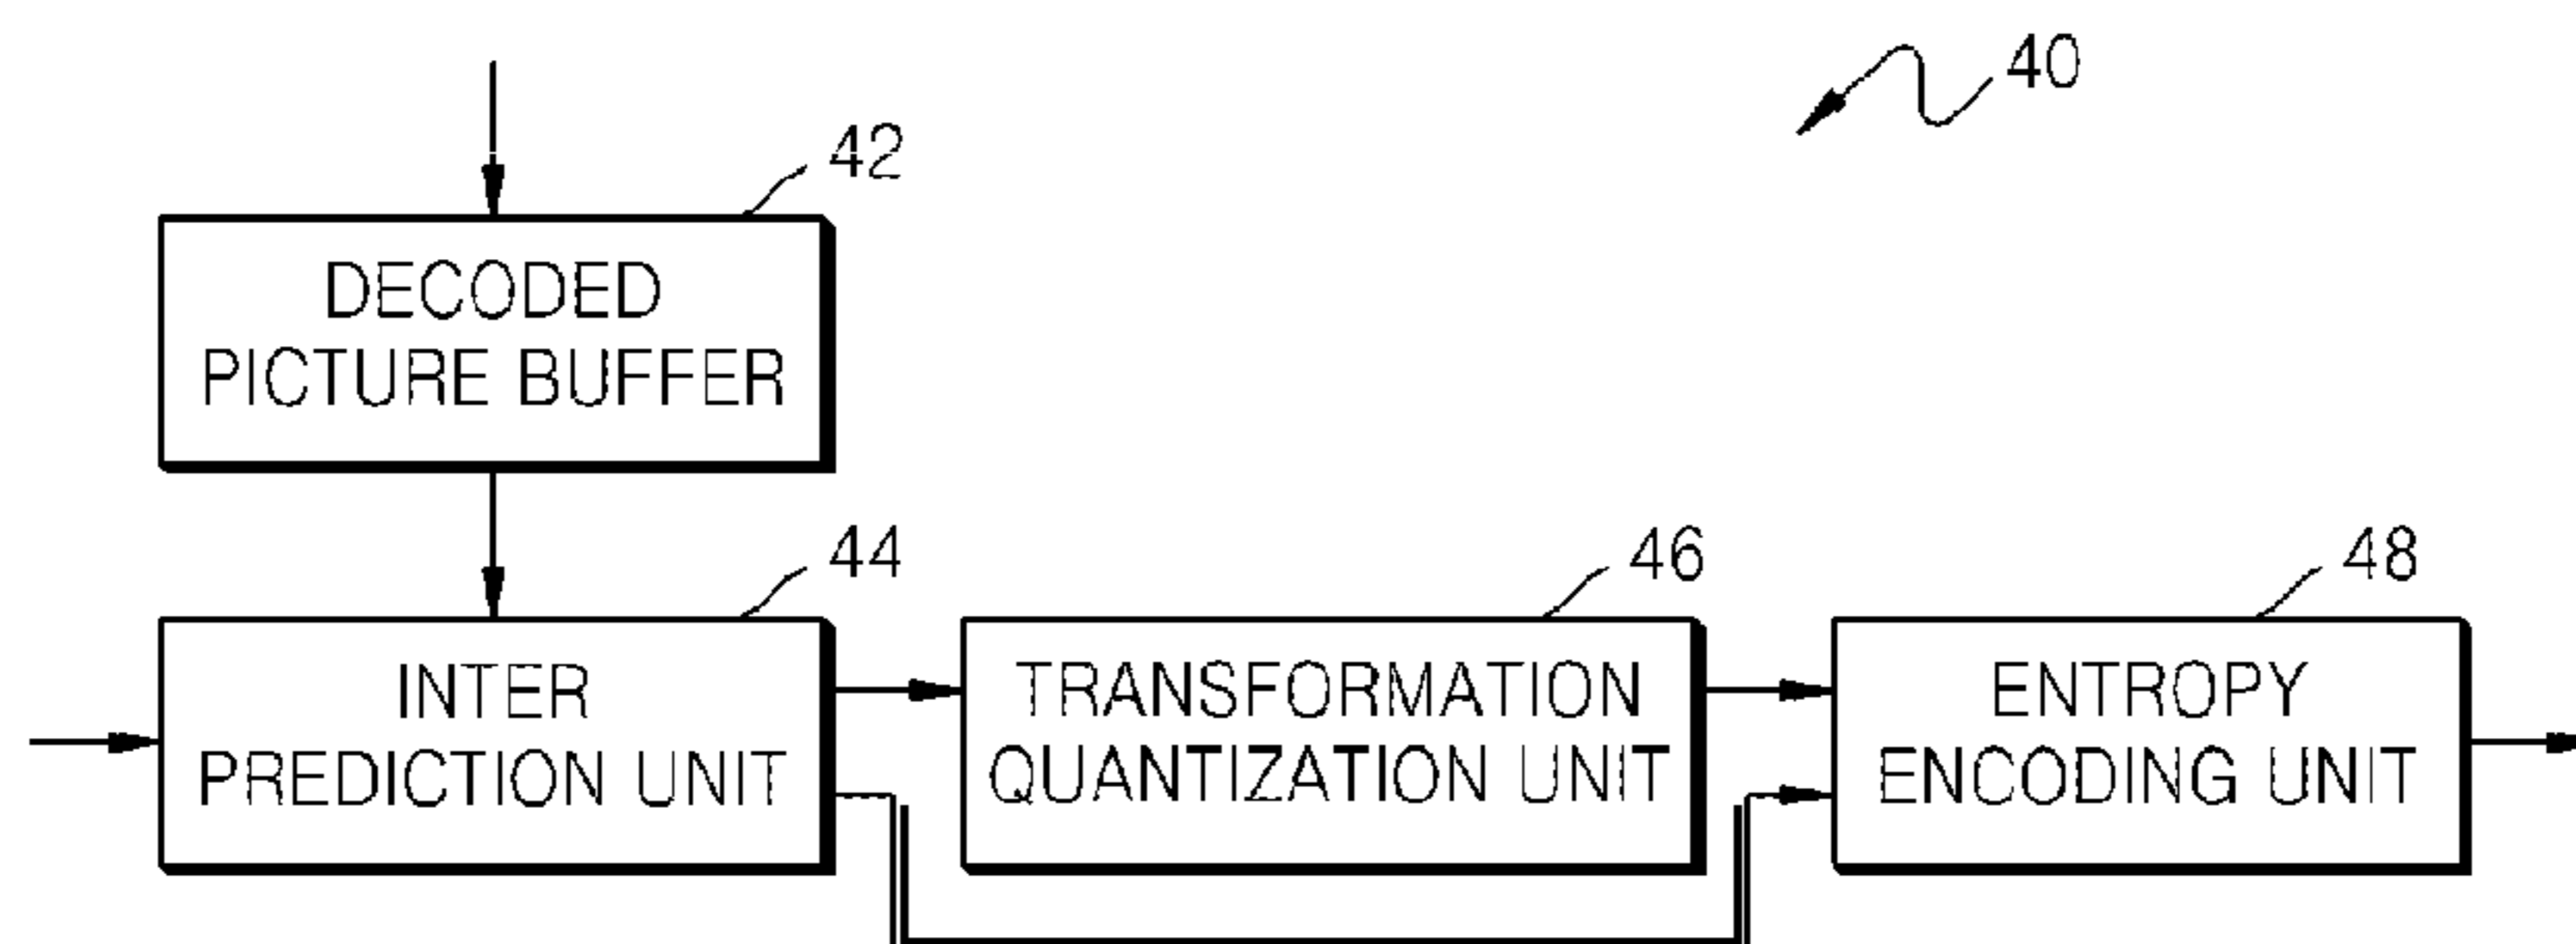 40
42
DECODED
PICTURE BUFFER
44
46
48
INTER
PREDICTION UNIT
TRANSFORMATION
QUANTIZATION UNIT
ENTROPY
ENCODING UNIT